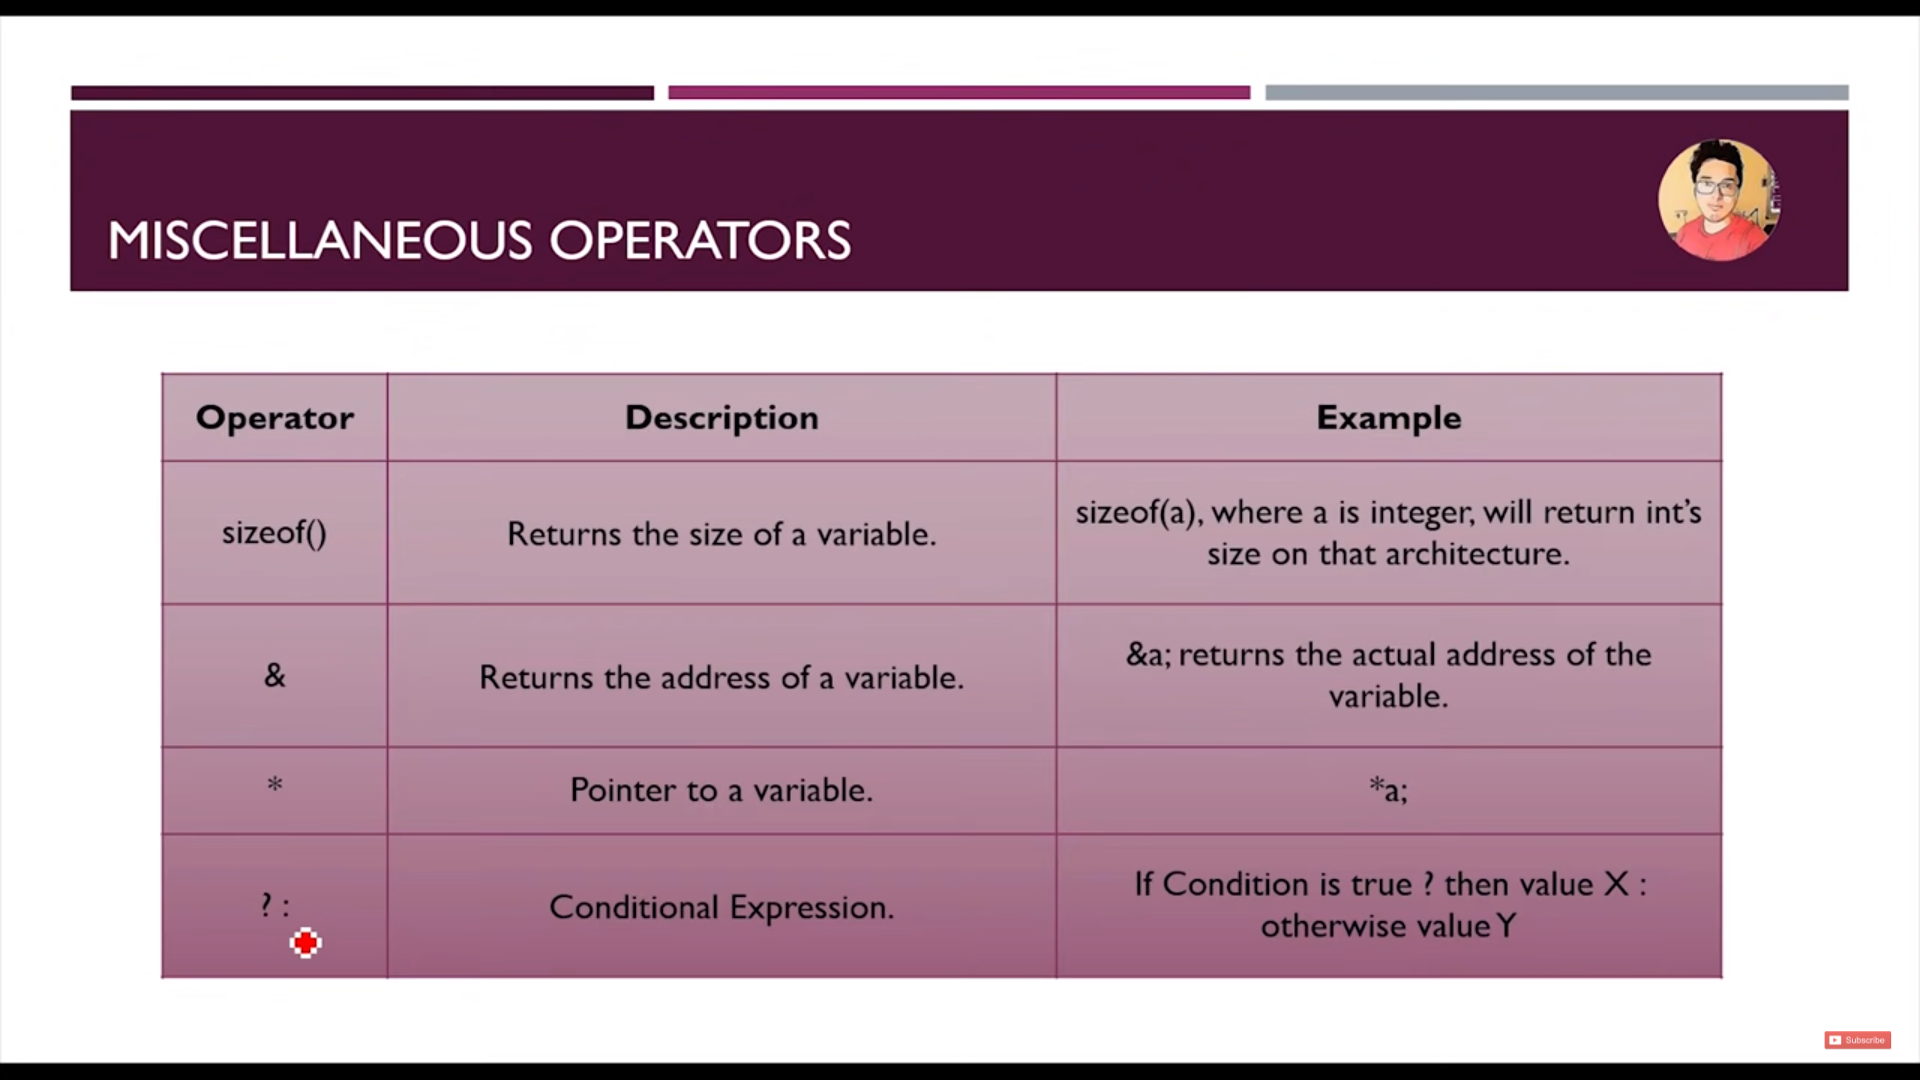 MISCELLANEOUS OPERATORS
Operator
Description
Example
sizeof()
Returns the size of a variable.
sizeof(a), where a is integer, will return int's
size on that architecture.
&
Returns the address of a variable.
&a; returns the actual address of the
variable.
*
Pointer to a variable.
*a;
? :
Conditional Expression.
If Condition is true ? then value X :
otherwise value Y
Subscribe